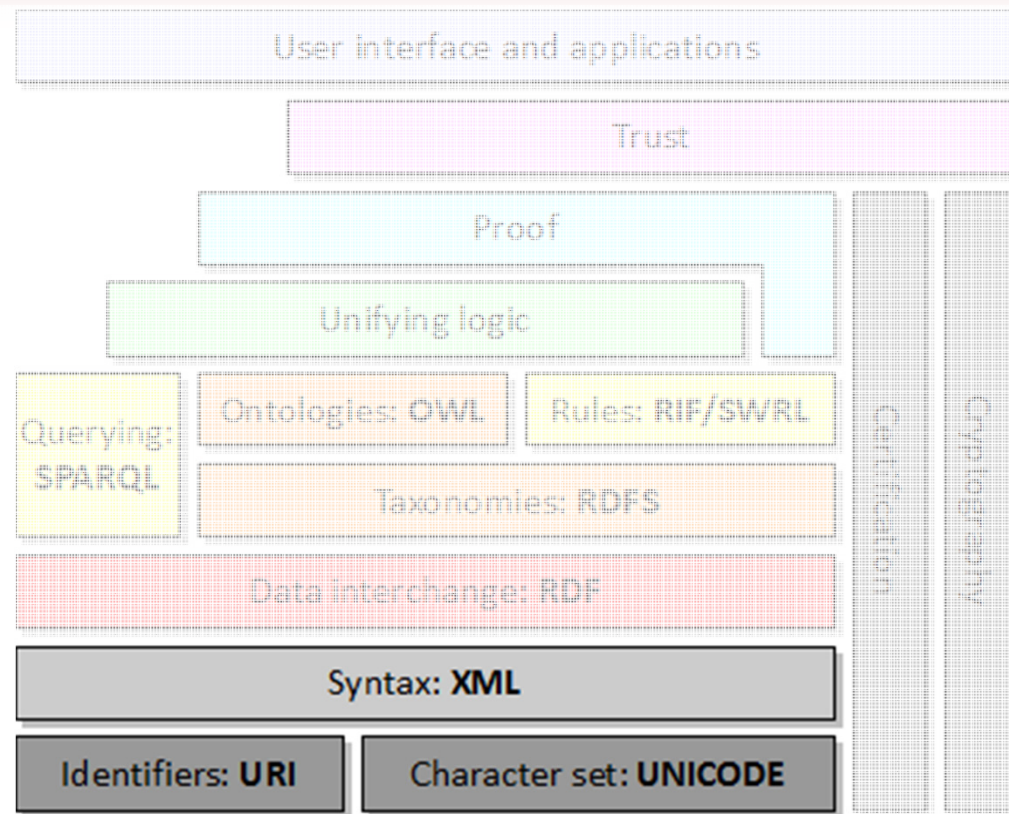 User interface and applications
Trust
Proof
Unifying logic
Querying:
SPARQL
Ontologies: OWL
Rules: RIF/SWRL
Taxonomies: RDFS
Data interchange: RDF
Syntax: XML
Identifiers: URI
Character set: UNICODE
Cryptography